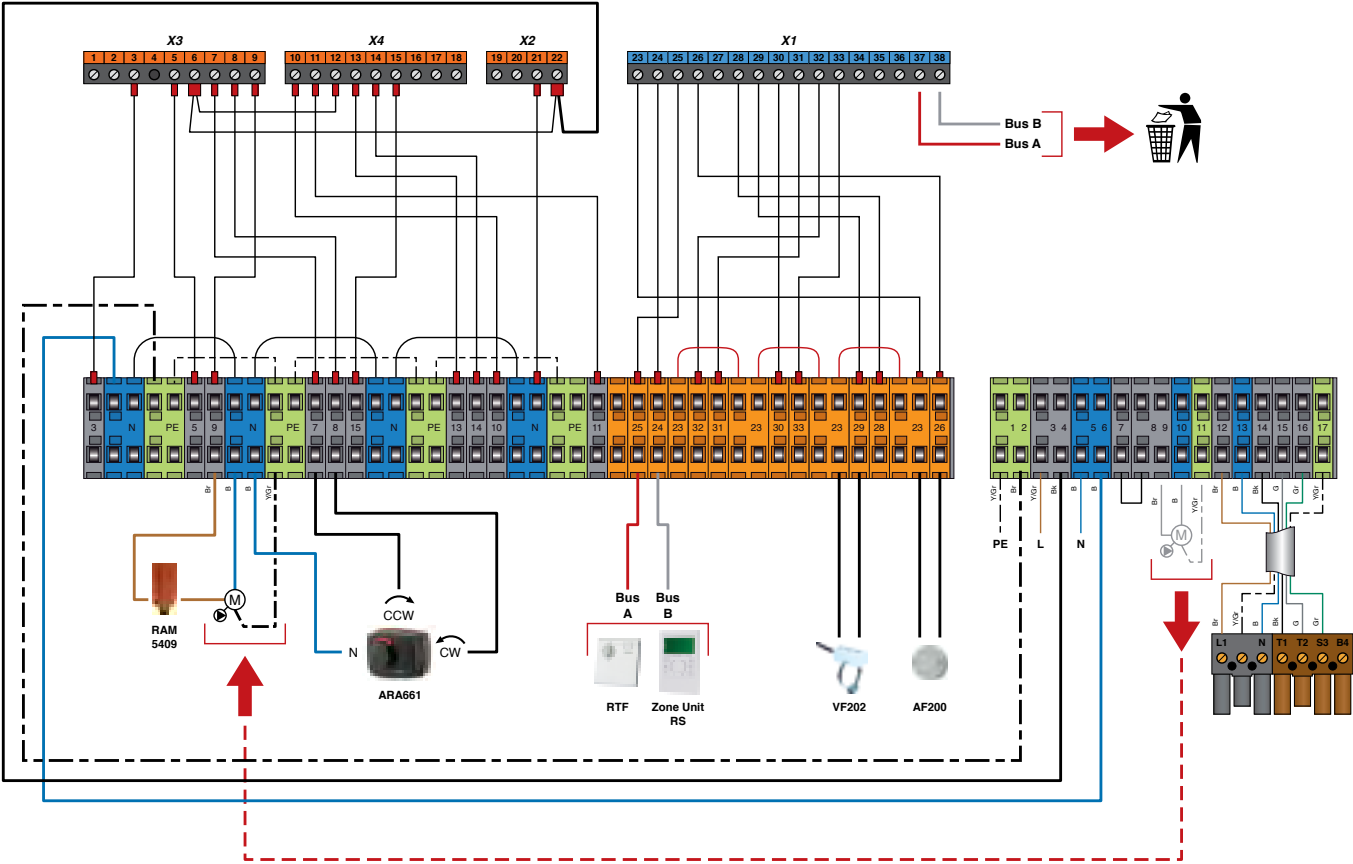 X3 X4 X2 X1
1 2 3 4 5 6 7 8 9 10 11 12 13 14 15 16 17 18 19 20 21 22 23 24 25 26 27 28 29 30 31 32 33 34 35 36 37 38
Bus B
Bus A
3 N PE 5 9 N PE 7 8 15 N PE 13 14 10 N PE 11 25 24 23 32 31 23 30 33 23 29 28 23 26
1 2 3 4 5 6 7 8 9 10 11 12 13 14 15 16 17
Br B B Y/Gr
Y/Gr Br Y/Gr Bk B B Br B Y/Gr Br B Bk G Gr Y/Gr
PE L N
M
M
RAM
5409
CCW
N CW
ARA661
Bus Bus
A B
RTF
Zone Unit
RS
VF202
AF200
Br Y/Gr B Bk G Gr
L1 N T1 T2 S3 B4